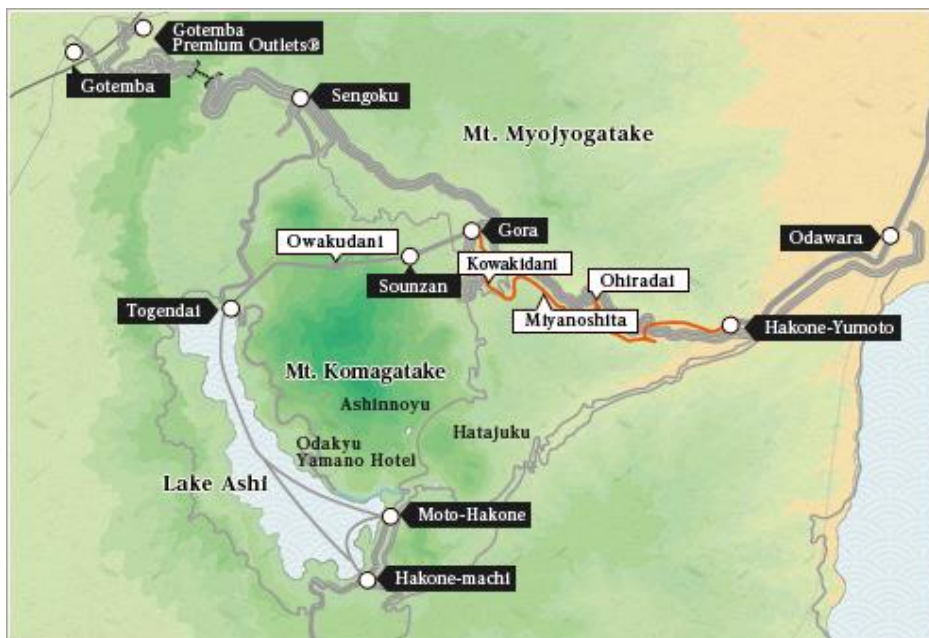 Gotemba
Premium Outlets®
Gotemba
Sengoku
Mt. Myojyogatake
Gora
Odawara
Owakudani
Kowakidani
Sounzan
Ohiradai
Togendai
Miyanoshita
Hakone-Yumoto
Mt. Komagatake
Ashinnoyu
Hatajuku
Odakyu
Yamano Hotel
Lake Ashi
Moto-Hakone
Hakone-machi